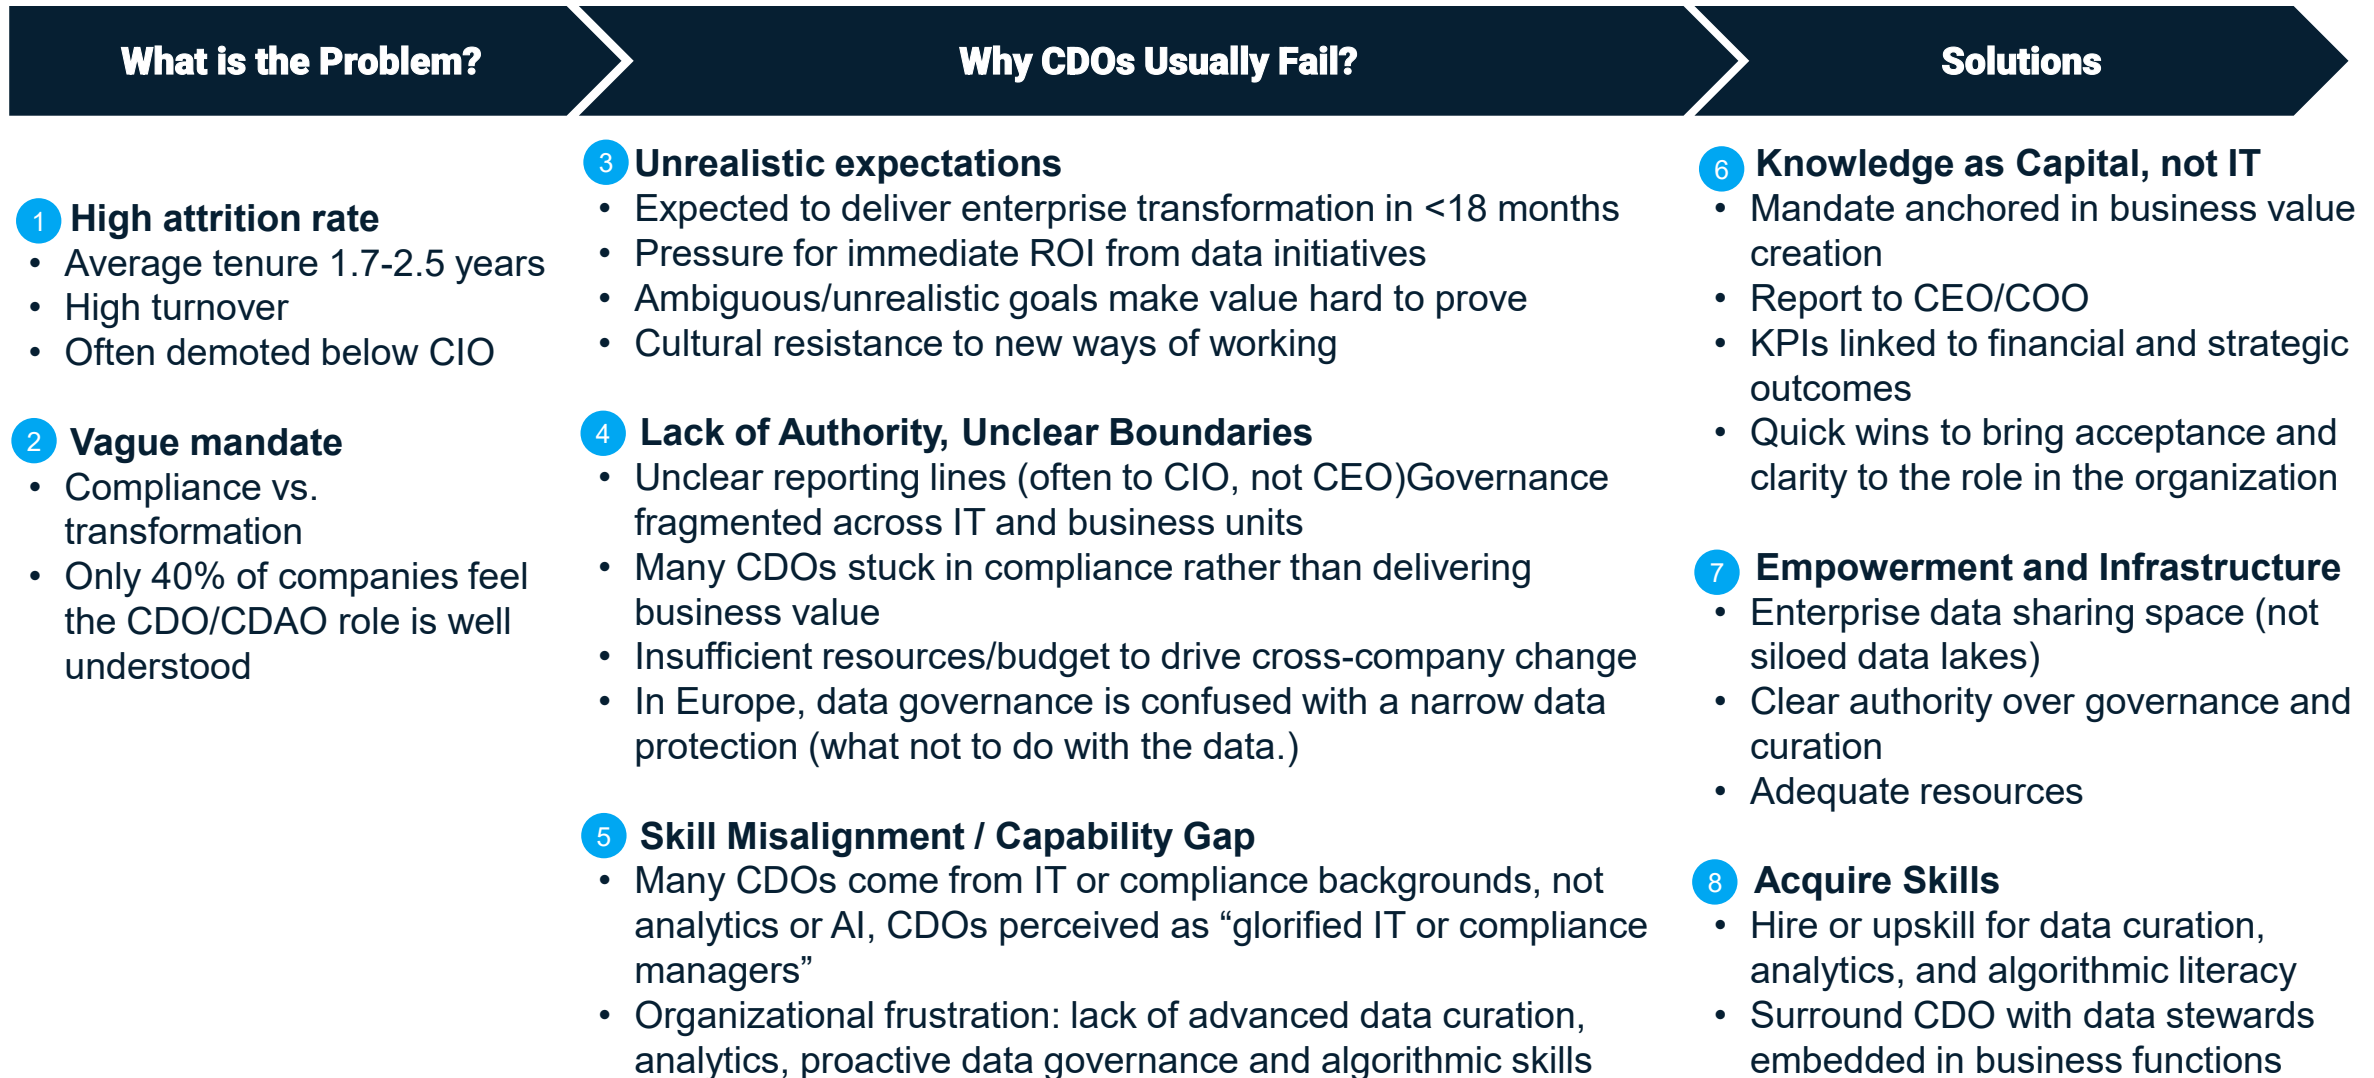 What is the Problem?
Why CDOs Usually Fail?
Solutions
1 High attrition rate
• Average tenure 1.7-2.5 years
• High turnover
• Often demoted below CIO
2 Vague mandate
• Compliance vs.
transformation
• Only 40% of companies feel
the CDO/CDAO role is well
understood
3 Unrealistic expectations
• Expected to deliver enterprise transformation in <18 months
• Pressure for immediate ROI from data initiatives
• Ambiguous/unrealistic goals make value hard to prove
• Cultural resistance to new ways of working
4 Lack of Authority, Unclear Boundaries
• Unclear reporting lines (often to CIO, not CEO)Governance
fragmented across IT and business units
• Many CDOs stuck in compliance rather than delivering
business value
• Insufficient resources/budget to drive cross-company change
• In Europe, data governance is confused with a narrow data
protection (what not to do with the data.)
5 Skill Misalignment / Capability Gap
• Many CDOs come from IT or compliance backgrounds, not
analytics or AI, CDOs perceived as “glorified IT or compliance
managers”
• Organizational frustration: lack of advanced data curation,
analytics, proactive data governance and algorithmic skills
6 Knowledge as Capital, not IT
• Mandate anchored in business value
creation
• Report to CEO/COO
• KPIs linked to financial and strategic
outcomes
• Quick wins to bring acceptance and
clarity to the role in the organization
7 Empowerment and Infrastructure
• Enterprise data sharing space (not
siloed data lakes)
• Clear authority over governance and
curation
• Adequate resources
8 Acquire Skills
• Hire or upskill for data curation,
analytics, and algorithmic literacy
• Surround CDO with data stewards
embedded in business functions